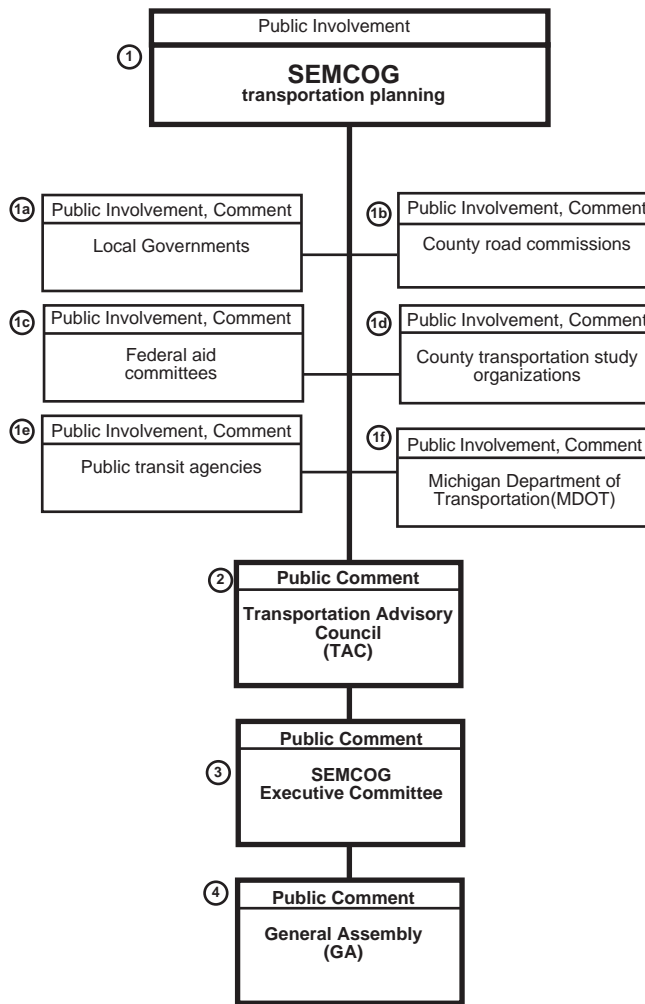 Public Involvement
1
SEMCOG
transportation planning
1a
Public Involvement, Comment
Local Governments
1b
Public Involvement, Comment
County road commissions
1c
Public Involvement, Comment
Federal aid
committees
1d
Public Involvement, Comment
County transportation study
organizations
1e
Public Involvement, Comment
Public transit agencies
1f
Public Involvement, Comment
Michigan Department of
Transportation(MDOT)
2
Public Comment
Transportation Advisory
Council
(TAC)
Public Comment
3
SEMCOG
Executive Committee
4
Public Comment
General Assembly
(GA)